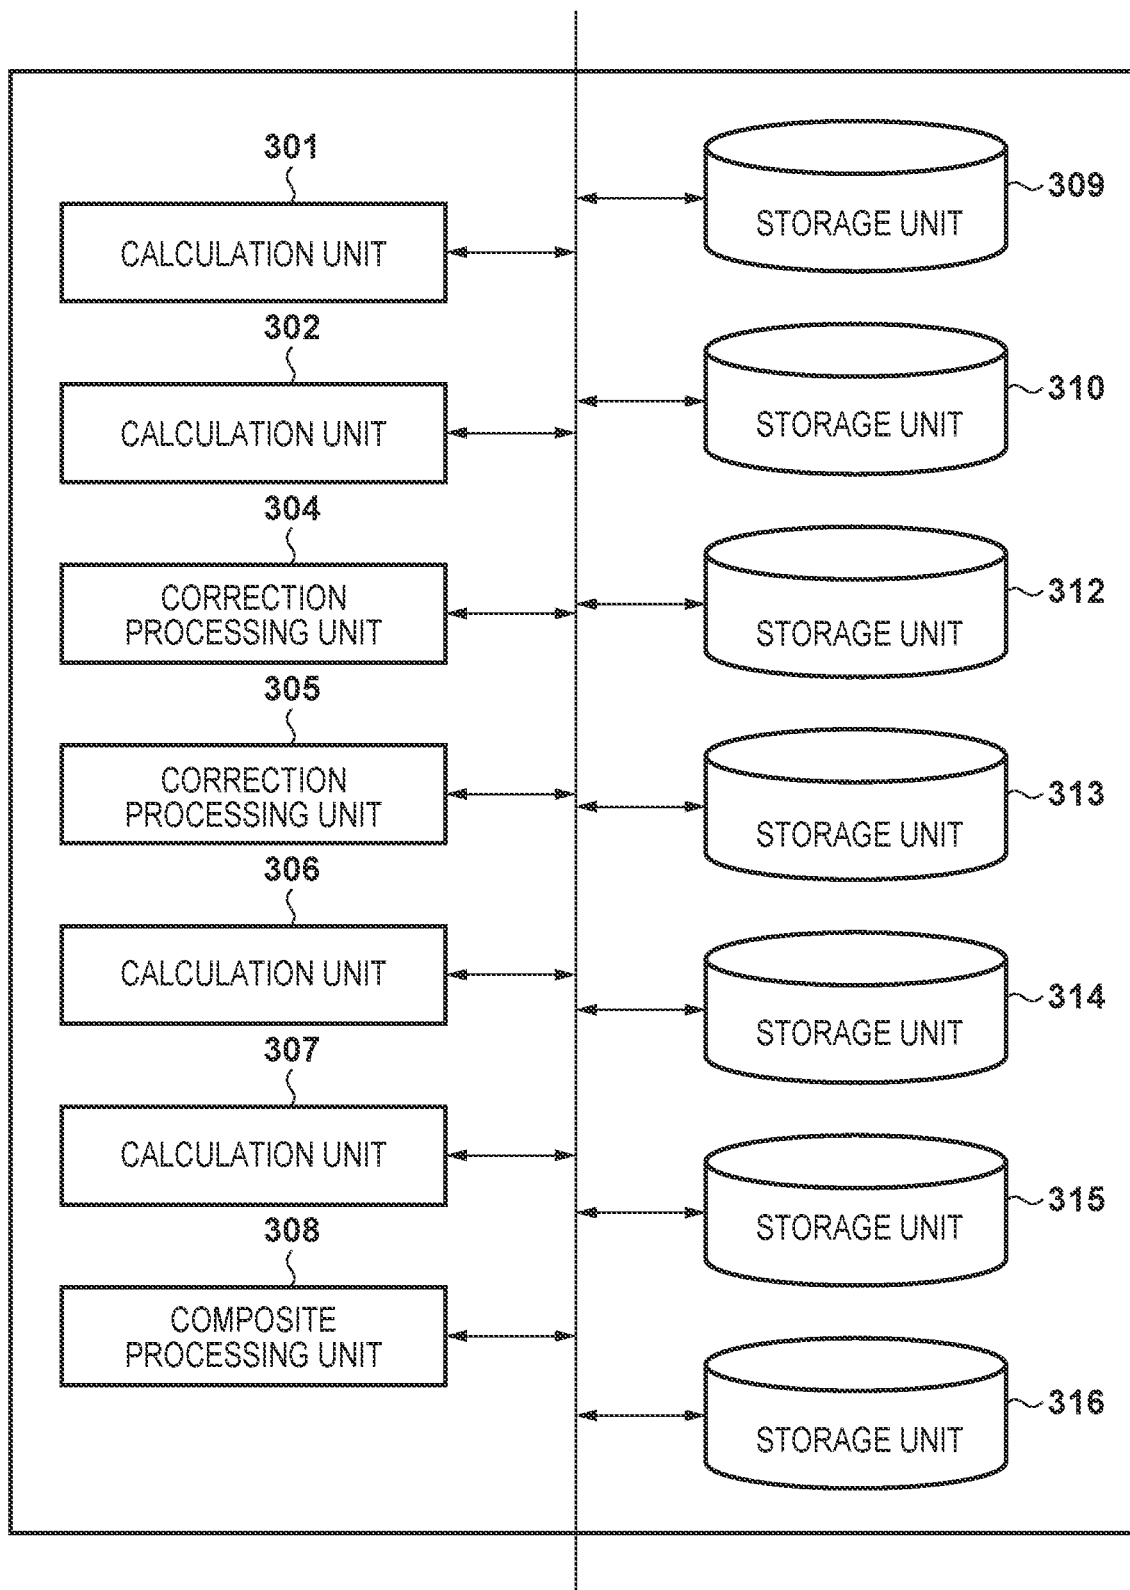 301
CALCULATION UNIT
302
CALCULATION UNIT
304
CORRECTION
PROCESSING UNIT
305
CORRECTION
PROCESSING UNIT
306
CALCULATION UNIT
307
CALCULATION UNIT
308
COMPOSITE
PROCESSING UNIT
309
STORAGE UNIT
310
STORAGE UNIT
312
STORAGE UNIT
313
STORAGE UNIT
314
STORAGE UNIT
315
STORAGE UNIT
316
STORAGE UNIT